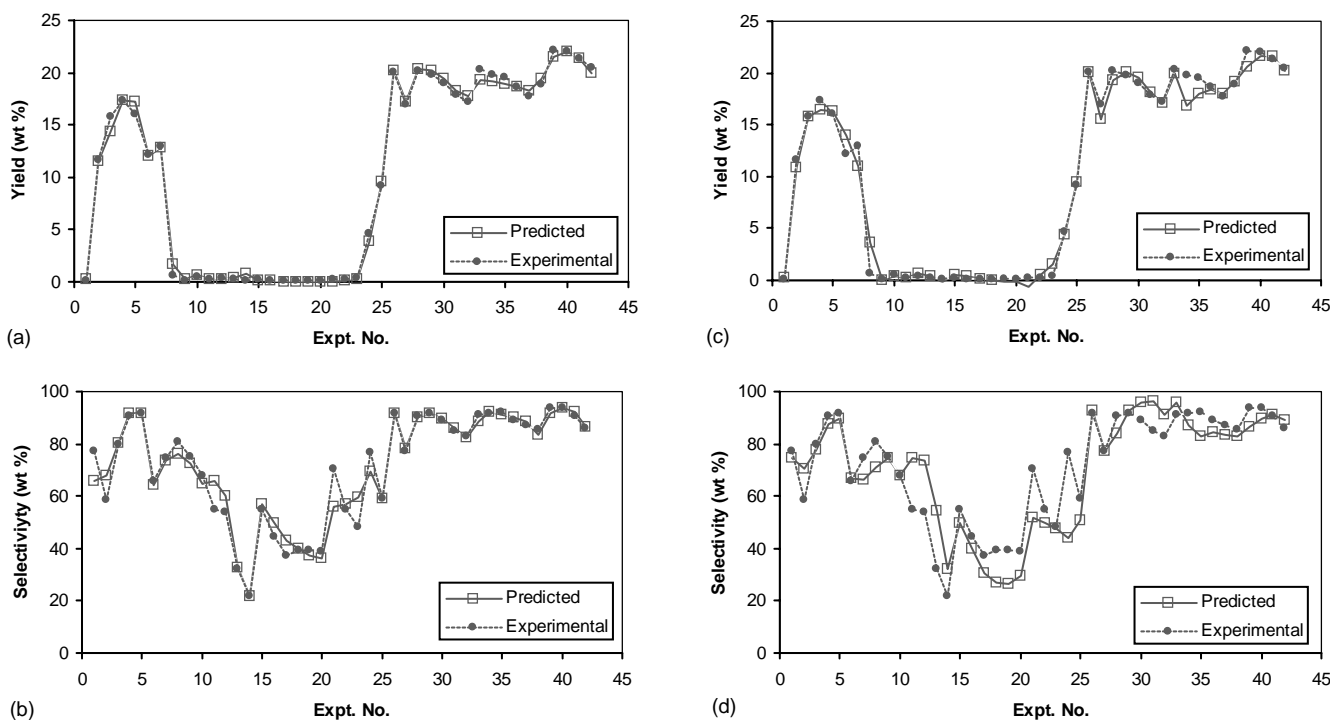 25
20
15
10
5
0
Yield (wt %)
Predicted
Experimental
0 5 10 15 20 25 30 35 40 45
Expt. No.
(a)
25
20
15
10
5
0
Yield (wt %)
Predicted
Experimental
0 5 10 15 20 25 30 35 40 45
Expt. No.
(c)
100
80
60
40
20
0
Selectiviyty (wt %)
Predicted
Experimental
0 5 10 15 20 25 30 35 40 45
Expt. No.
(b)
100
80
60
40
20
0
Selectivity (wt %)
Predicted
Experimental
0 5 10 15 20 25 30 35 40 45
Expt. No.
(d)